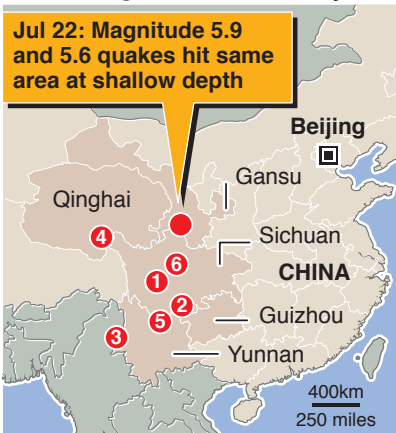 Jul 22: Magnitude 5.9
and 5.6 quakes hit same
area at shallow depth
Beijing
Gansu
Qinghai
4
Sichuan
6
1
CHINA
2
Guizhou
5
3
Yunnan
400km
250 miles